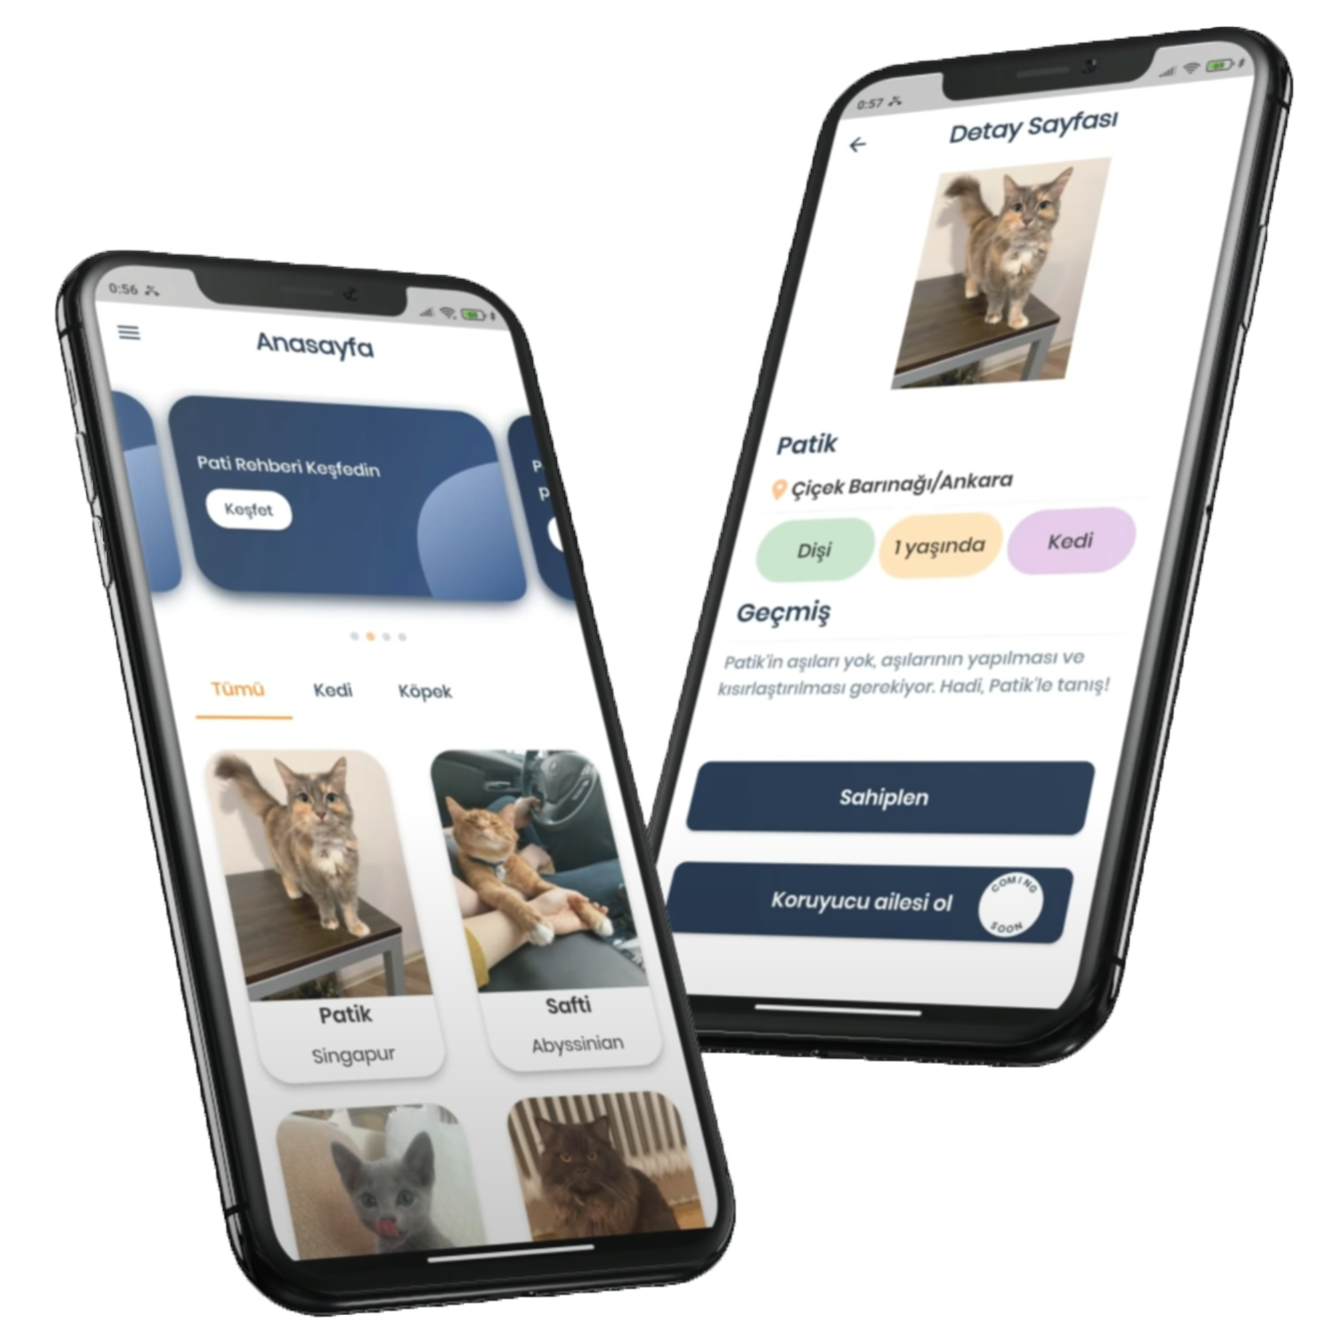 0:56
Anasayfa
Pati Rehberi Keşfedin
Keşfet
Tümü
Kedi
Köpek
Patik
Singapur
Safti
Abyssinian
0:57
Detay Sayfası
Patik
Çiçek Barınağı/Ankara
Dişi
1 yaşında
Kedi
Geçmiş
Patik'in aşıları yok, aşılarının yapılması ve
kısırlaştırılması gerekiyor. Hadi, Patik'le tanış!
Sahiplen
Koruyucu ailesi ol
COMING
SOON